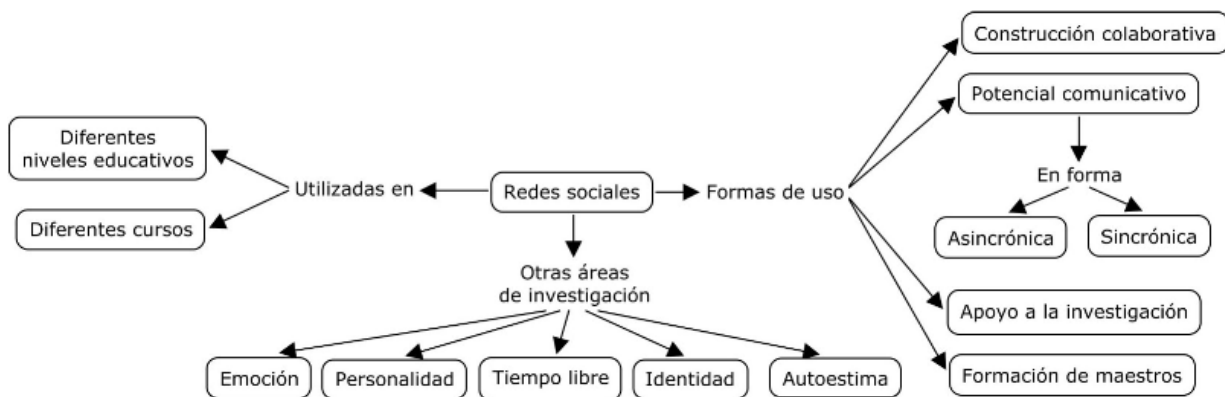 Construcción colaborativa
Potencial comunicativo
Diferentes
niveles educativos
En forma
Utilizadas en
Redes sociales
Formas de uso
Diferentes cursos
Asincrónica
Sincrónica
Otras áreas
de investigación
Apoyo a la investigación
Emoción
Personalidad
Tiempo libre
Identidad
Autoestima
Formación de maestros